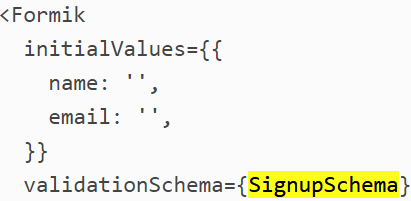 <Formik
initialValues={{
name: '',
email: '',
}}
validationSchema={SignupSchema}